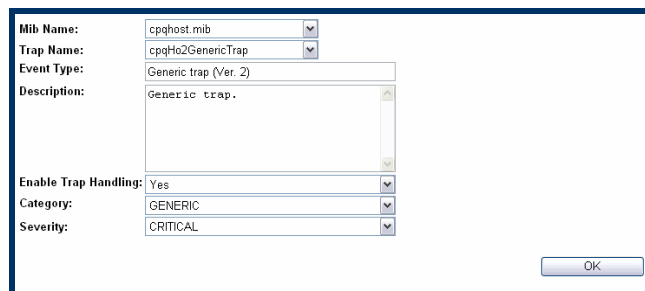 Mib Name: cpqhost.mib
Trap Name: cpqHo2GenericTrap
Event Type: Generic trap (Ver. 2)
Description: Generic trap.
Enable Trap Handling: Yes
Category: GENERIC
Severity: CRITICAL
OK